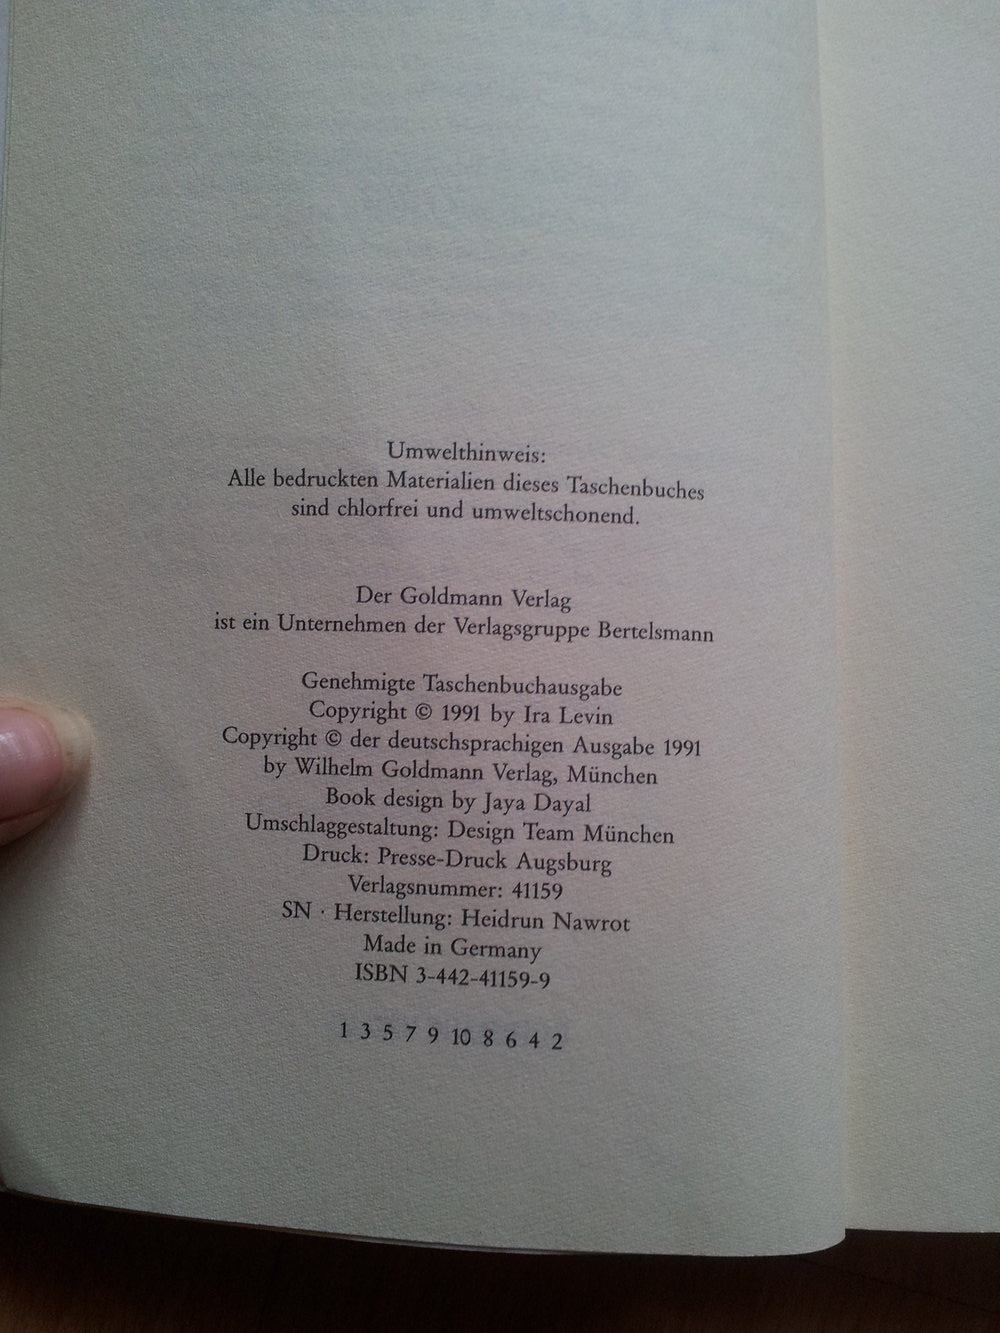 Umwelthinweis:
Alle bedruckten Materialien dieses Taschenbuches
sind chlorfrei und umweltschonend.
Der Goldmann Verlag
ist ein Unternehmen der Verlagsgruppe Bertelsmann
Genehmigte Taschenbuchausgabe
Copyright © 1991 by Ira Levin
Copyright © der deutschsprachigen Ausgabe 1991
by Wilhelm Goldmann Verlag, München
Book design by Jaya Dayal
Umschlaggestaltung: Design Team München
Druck: Presse-Druck Augsburg
Verlagsnummer: 41159
SN · Herstellung: Heidrun Nawrot
Made in Germany
ISBN 3-442-41159-9
1 3 5 7 9 10 8 6 4 2